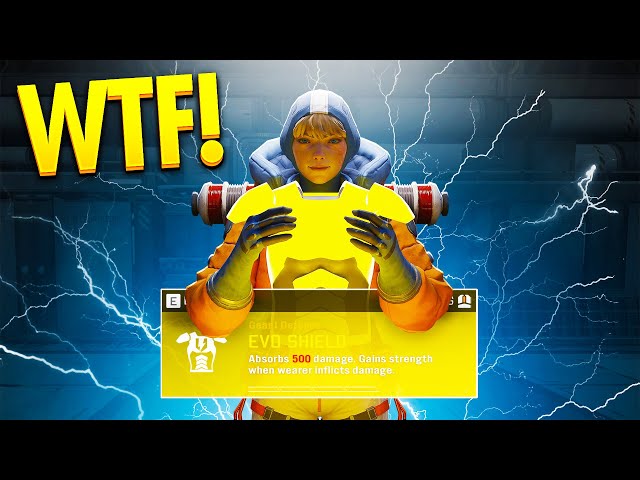 WTF!
E
EVO SHIELD
Absorbs 500 damage. Gains strength
when wearer inflicts damage.